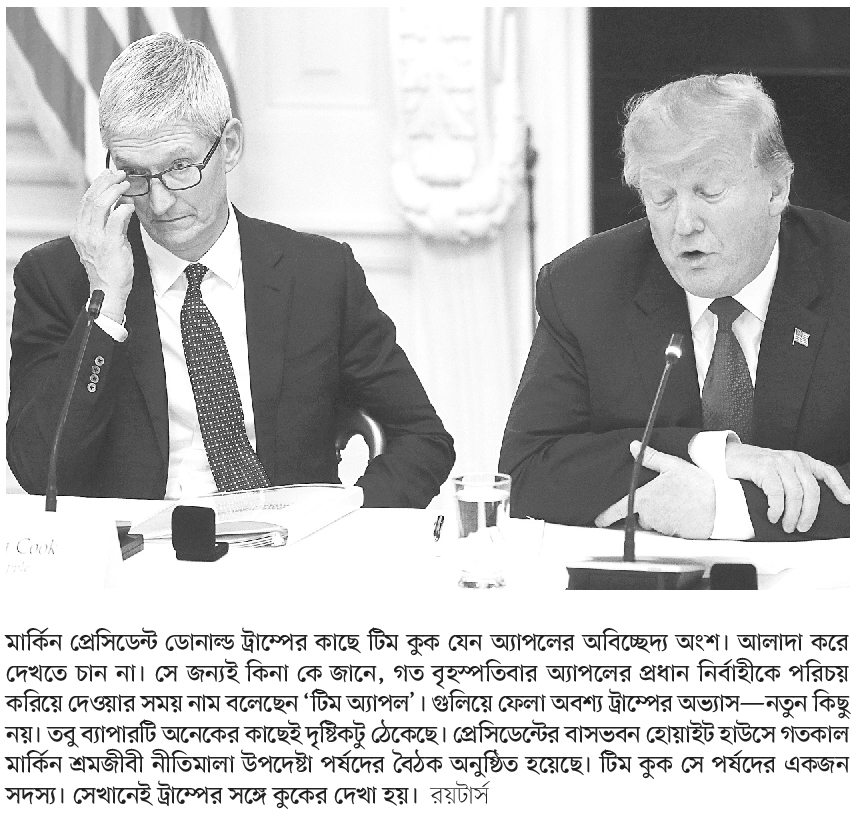 t Cook
pple
মার্কিন প্রেসিডেন্ট ডোনাল্ড ট্রাম্পের কাছে টিম কুক যেন অ্যাপলের অবিচ্ছেদ্য অংশ। আলাদা করে
দেখতে চান না। সে জন্যই কিনা কে জানে, গত বৃহস্পতিবার অ্যাপলের প্রধান নির্বাহীকে পরিচয়
করিয়ে দেওয়ার সময় নাম বলেছেন ‘টিম অ্যাপল’। গুলিয়ে ফেলা অবশ্য ট্রাম্পের অভ্যাস—নতুন কিছু
নয়। তবু ব্যাপারটি অনেকের কাছেই দৃষ্টিকটু ঠেকেছে। প্রেসিডেন্টের বাসভবন হোয়াইট হাউসে গতকাল
মার্কিন শ্রমজীবী নীতিমালা উপদেষ্টা পর্ষদের বৈঠক অনুষ্ঠিত হয়েছে। টিম কুক সে পর্ষদের একজন
সদস্য। সেখানেই ট্রাম্পের সঙ্গে কুকের দেখা হয়। রয়টার্স